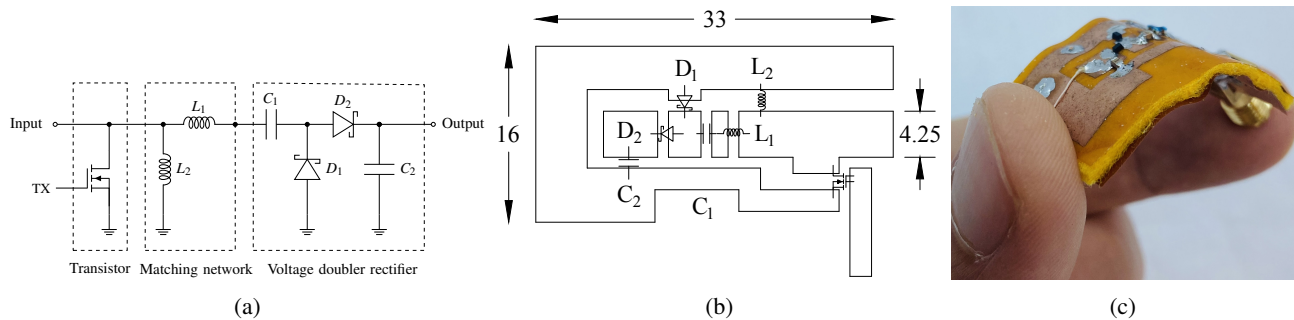 L1
C1
D2
Input
Output
L2
D1
C2
TX
Transistor
Matching network
Voltage doubler rectifier
(a)
33
D1
L2
16
D2
L1
4.25
C2
C1
(b)
(c)